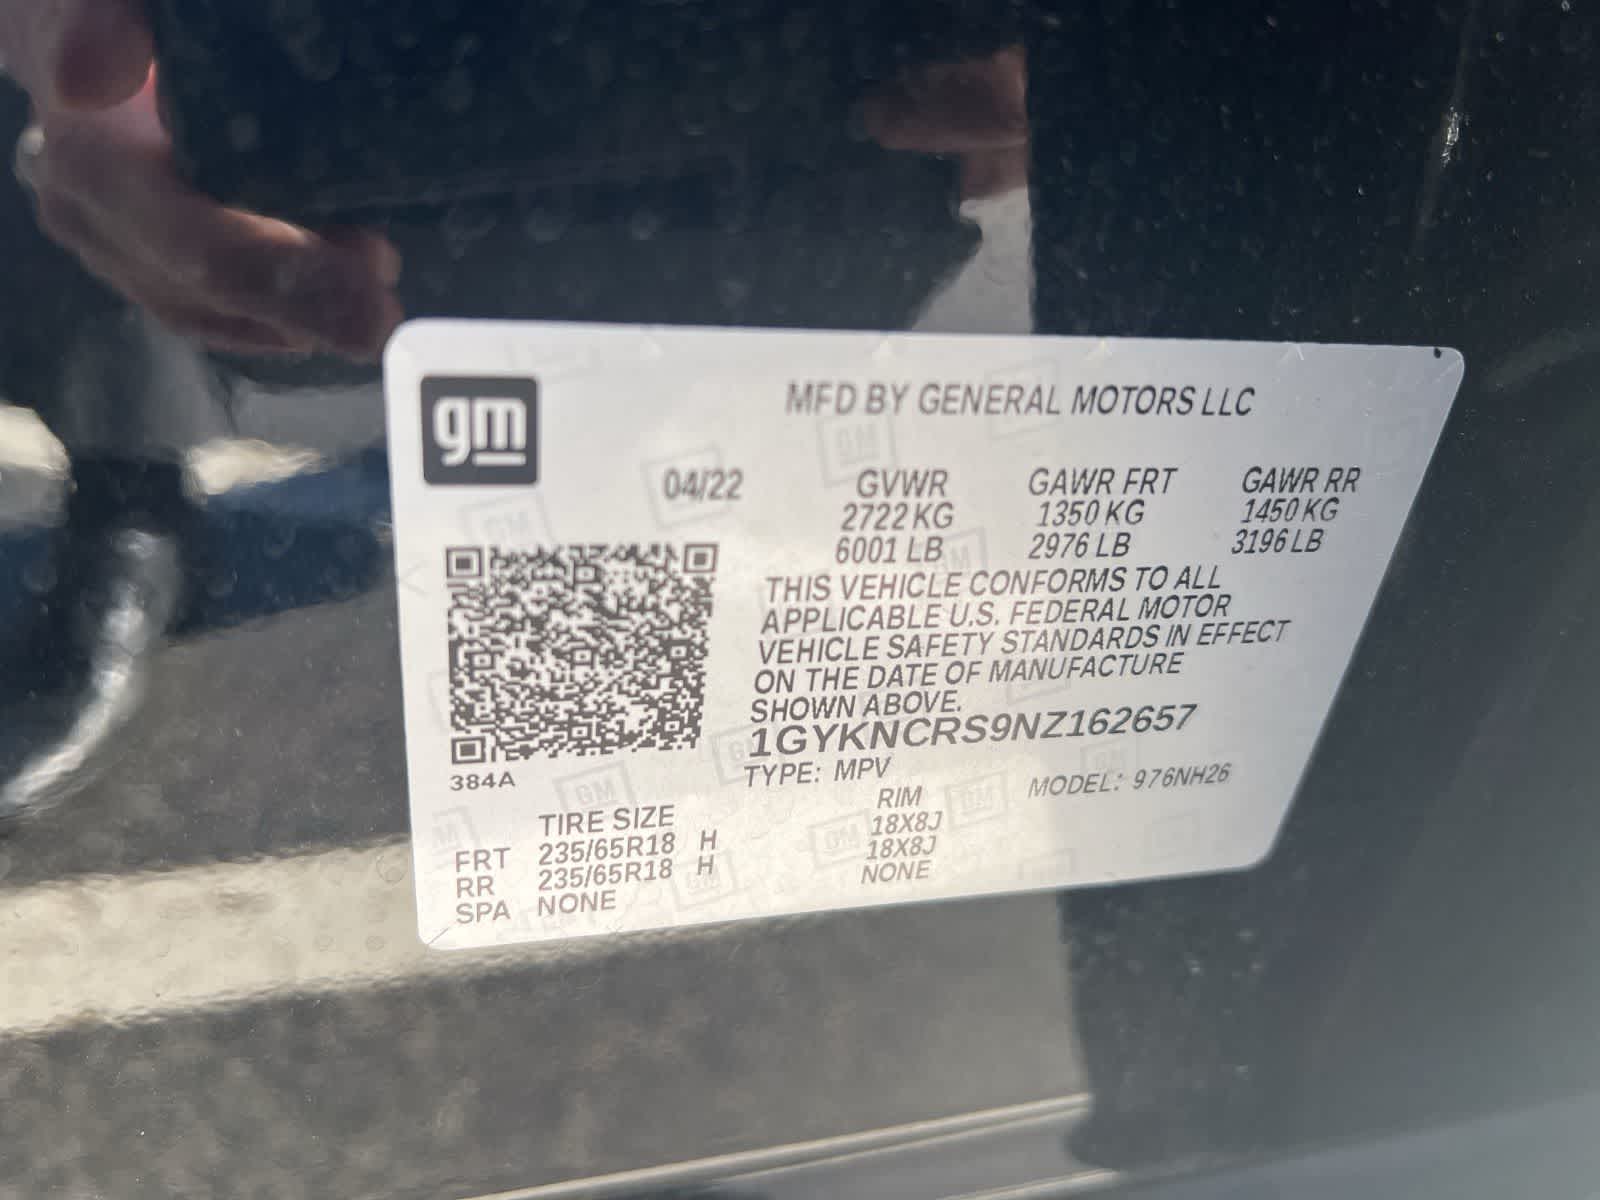 gm
MFD BY GENERAL MOTORS LLC
04/22 GVWR GAWR FRT GAWR RR
2722 KG 1350 KG 1450 KG
6001 LB 2976 LB 3196 LB
THIS VEHICLE CONFORMS TO ALL
APPLICABLE U.S. FEDERAL MOTOR
VEHICLE SAFETY STANDARDS IN EFFECT
ON THE DATE OF MANUFACTURE
SHOWN ABOVE.
1GYKNCRS9NZ162657
384A
TYPE: MPV MODEL: 976NH26
TIRE SIZE RIM
FRT 235/65R18 H 18X8J
RR 235/65R18 H 18X8J
SPA NONE NONE